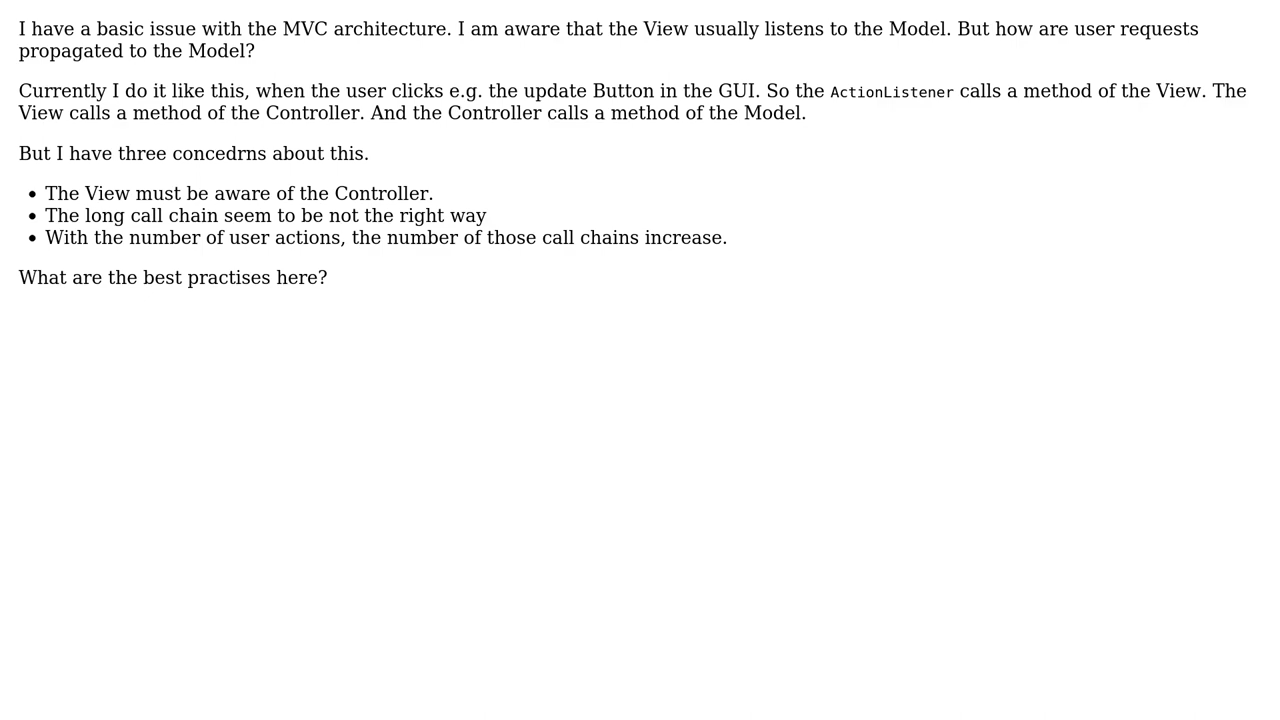 I have a basic issue with the MVC architecture. I am aware that the View usually listens to the Model. But how are user requests
propagated to the Model?
Currently I do it like this, when the user clicks e.g. the update Button in the GUI. So the ActionListener calls a method of the View. The
View calls a method of the Controller. And the Controller calls a method of the Model.
But I have three concedrns about this.
• The View must be aware of the Controller.
• The long call chain seem to be not the right way
• With the number of user actions, the number of those call chains increase.
What are the best practises here?